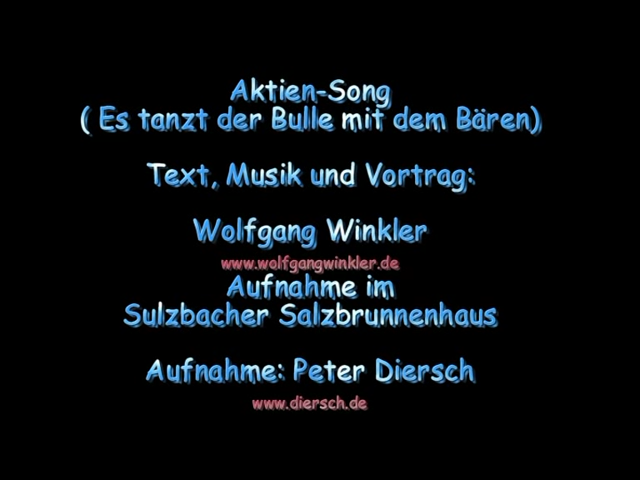 Aktien-Song
( Es tanzt der Bulle mit dem Bären)
Text, Musik und Vortrag:
Wolfgang Winkler
www.wolfgangwinkler.de
Aufnahme im
Sulzbacher Salzbrunnenhaus
Aufnahme: Peter Diersch
www.diersch.de